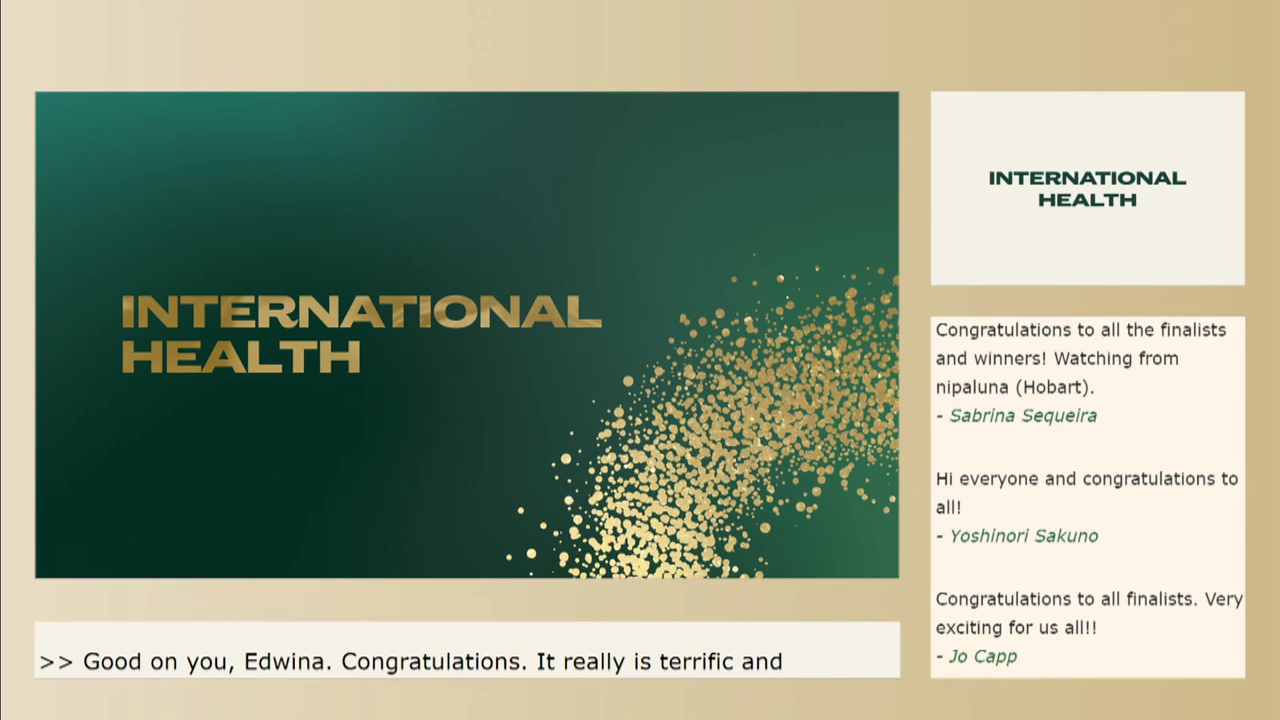 INTERNATIONAL
HEALTH
INTERNATIONAL
HEALTH
Congratulations to all the finalists
and winners! Watching from
nipaluna (Hobart).
- Sabrina Sequeira
Hi everyone and congratulations to
all!
- Yoshinori Sakuno
Congratulations to all finalists. Very
exciting for us all!!
- Jo Capp
>> Good on you, Edwina. Congratulations. It really is terrific and